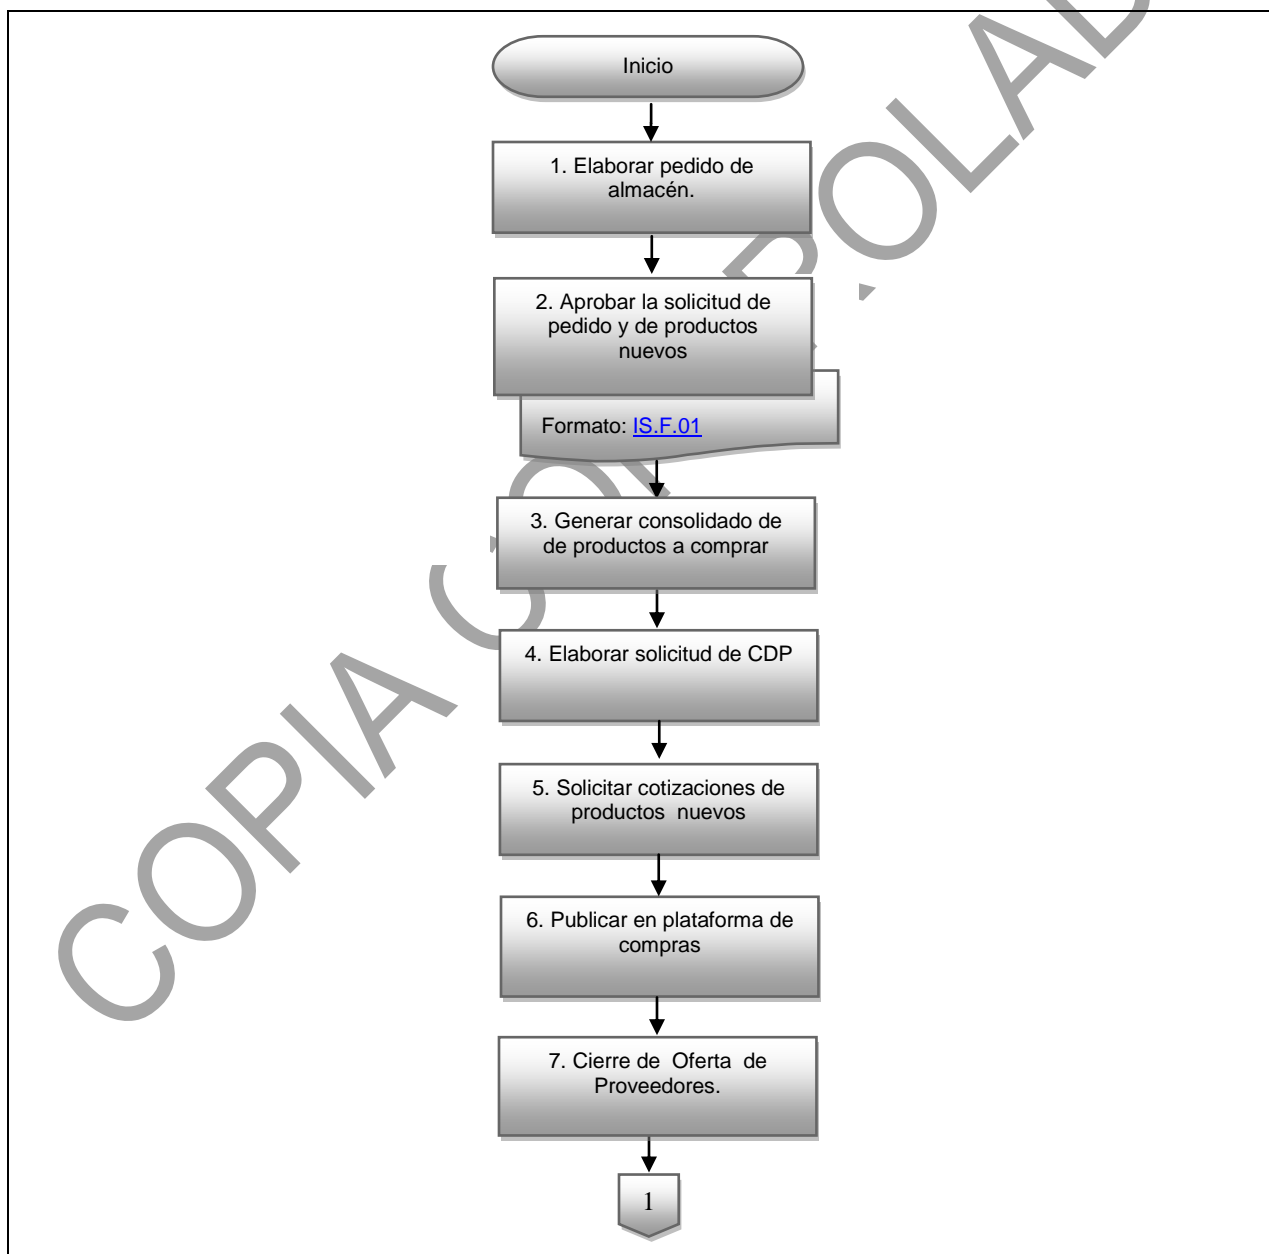 Inicio
1. Elaborar pedido de
almacén.
2. Aprobar la solicitud de
pedido y de productos
nuevos
Formato: IS.F.01
3. Generar consolidado de
de productos a comprar
4. Elaborar solicitud de CDP
5. Solicitar cotizaciones de
productos  nuevos
6. Publicar en plataforma de
compras
7. Cierre de  Oferta  de
Proveedores.
1
COPIA